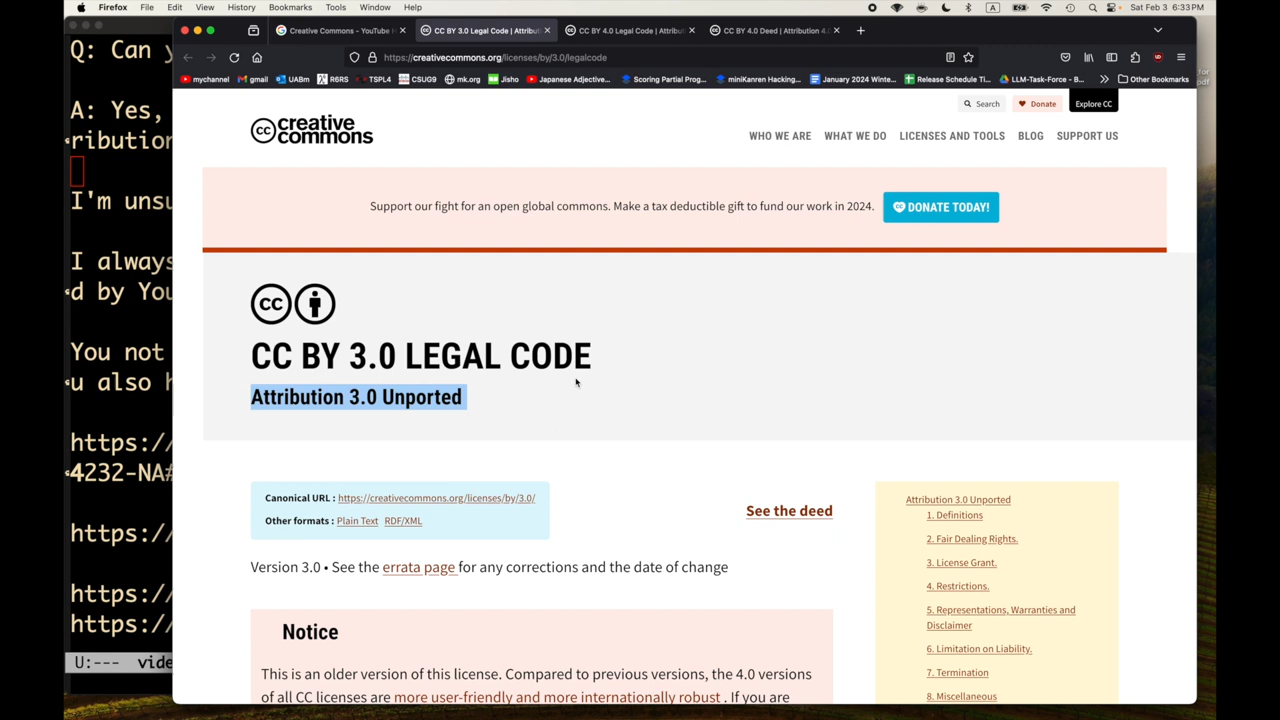 Firefox File Edit View History Bookmarks Tools Window Help A Sat Feb 3 6:33 PM
Creative Commons - YouTube H
CC BY 3.0 Legal Code | Attribut
CC BY 4.0 Legal Code | Attribut
CC BY 4.0 Deed | Attribution 4.
https://creativecommons.org/licenses/by/3.0/legalcode
mychannel gmail UABm R6RS TSPL4 CSUG9 mk.org Jisho Japanese Adjective... Scoring Partial Prog... miniKarren Hacking... January 2024 Winte... Release Schedule Ti... LLM-Task-Force - B... Other Bookmarks
Q: Can y
A: Yes,
ribution
I'm unsu
I always
d by You
You not
u also h
https://
4232-NA#
https://
https://
https://
U:--- vide
Search Donate Explore CC
creative commons
WHO WE ARE WHAT WE DO LICENSES AND TOOLS BLOG SUPPORT US
Support our fight for an open global commons. Make a tax deductible gift to fund our work in 2024. DONATE TODAY!
CC BY 3.0 LEGAL CODE
Attribution 3.0 Unported
Canonical URL : https://creativecommons.org/licenses/by/3.0/
Other formats : Plain Text RDF/XML
See the deed
Version 3.0 • See the errata page for any corrections and the date of change
Notice
This is an older version of this license. Compared to previous versions, the 4.0 versions
of all CC licenses are more user-friendly and more internationally robust . If you are
Attribution 3.0 Unported
1. Definitions
2. Fair Dealing Rights.
3. License Grant.
4. Restrictions.
5. Representations, Warranties and
Disclaimer
6. Limitation on Liability.
7. Termination
8. Miscellaneous